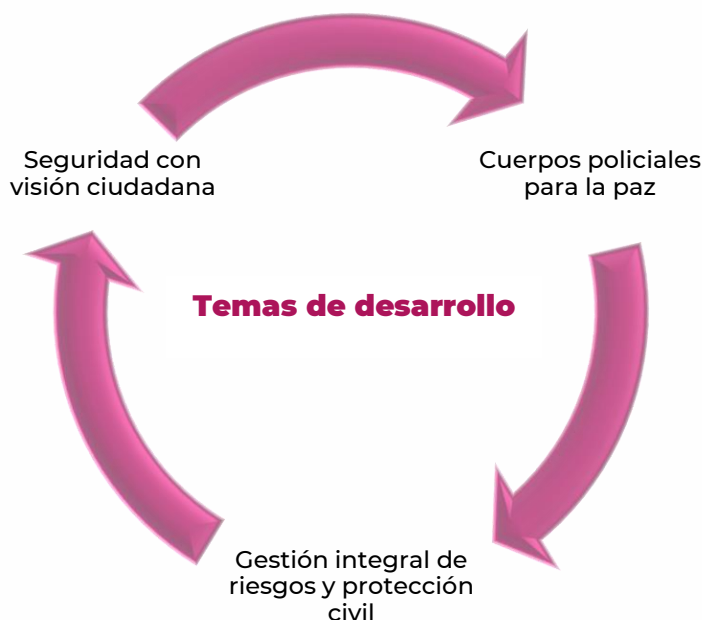 Seguridad con
visión ciudadana
Cuerpos policiales
para la paz
Temas de desarrollo
Gestión integral de
riesgos y protección
civil